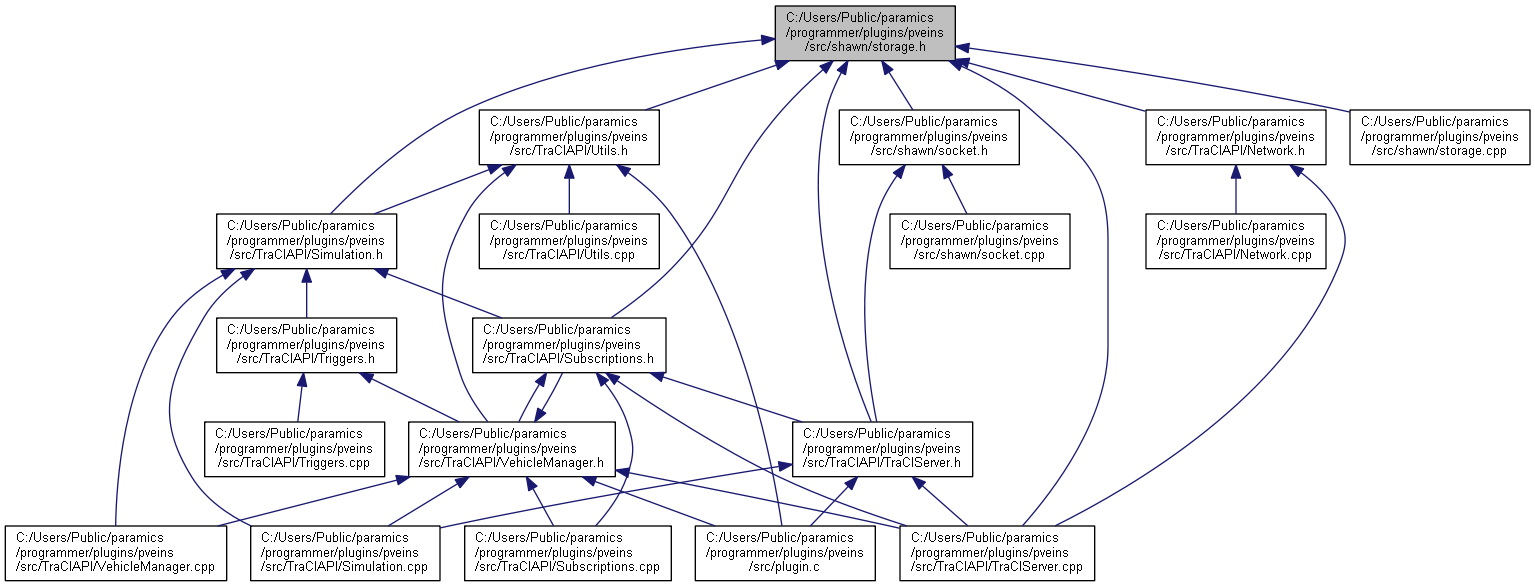 C:/Users/Public/paramics
/programmer/plugins/pveins
/src/shawn/storage.h
C:/Users/Public/paramics
/programmer/plugins/pveins
/src/TraCIAPI/Utils.h
C:/Users/Public/paramics
/programmer/plugins/pveins
/src/shawn/socket.h
C:/Users/Public/paramics
/programmer/plugins/pveins
/src/TraCIAPI/Network.h
C:/Users/Public/paramics
/programmer/plugins/pveins
/src/shawn/storage.cpp
C:/Users/Public/paramics
/programmer/plugins/pveins
/src/TraCIAPI/Simulation.h
C:/Users/Public/paramics
/programmer/plugins/pveins
/src/TraCIAPI/Utils.cpp
C:/Users/Public/paramics
/programmer/plugins/pveins
/src/shawn/socket.cpp
C:/Users/Public/paramics
/programmer/plugins/pveins
/src/TraCIAPI/Network.cpp
C:/Users/Public/paramics
/programmer/plugins/pveins
/src/TraCIAPI/Triggers.h
C:/Users/Public/paramics
/programmer/plugins/pveins
/src/TraCIAPI/Subscriptions.h
C:/Users/Public/paramics
/programmer/plugins/pveins
/src/TraCIAPI/Triggers.cpp
C:/Users/Public/paramics
/programmer/plugins/pveins
/src/TraCIAPI/VehicleManager.h
C:/Users/Public/paramics
/programmer/plugins/pveins
/src/TraCIAPI/TraCIServer.h
C:/Users/Public/paramics
/programmer/plugins/pveins
/src/TraCIAPI/VehicleManager.cpp
C:/Users/Public/paramics
/programmer/plugins/pveins
/src/TraCIAPI/Simulation.cpp
C:/Users/Public/paramics
/programmer/plugins/pveins
/src/TraCIAPI/Subscriptions.cpp
C:/Users/Public/paramics
/programmer/plugins/pveins
/src/plugin.c
C:/Users/Public/paramics
/programmer/plugins/pveins
/src/TraCIAPI/TraCIServer.cpp